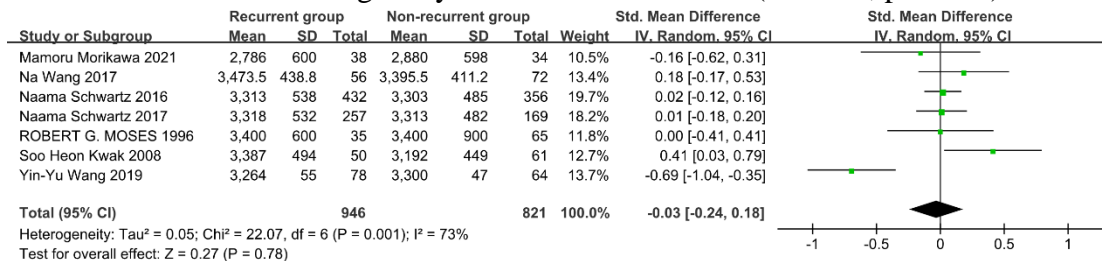 Recurrent group Non-recurrent group Std. Mean Difference Std. Mean Difference
Study or Subgroup Mean SD Total Mean SD Total Weight IV. Random. 95% CI IV. Random. 95% CI
Mamoru Morikawa 2021 2,786 600 38 2,880 598 34 10.5% -0.16 [-0.62, 0.31]
Na Wang 2017 3,473.5 438.8 56 3,395.5 411.2 72 11.6% 0.18 [-0.17, 0.53]
Naama Schwartz 2016 3,313 538 432 3,303 485 356 19.7% 0.02 [-0.12, 0.16]
Naama Schwartz 2017 3,318 532 257 3,313 482 169 18.2% 0.01 [-0.18, 0.20]
ROBERT G. MOSES 1996 3,400 600 35 3,400 900 65 11.8% 0.00 [-0.41, 0.41]
Soo Heon Kwak 2008 3,387 494 50 3,192 449 61 12.7% 0.41 [0.03, 0.79]
Yin-Yu Wang 2019 3,264 55 78 3,300 47 64 13.7% -0.69 [-1.04, -0.35]
Total (95% CI) 946 821 100.0% -0.03 [-0.24, 0.18]
Heterogeneity: Tau² = 0.05; Chi² = 22.07, df = 6 (P = 0.001); I² = 73%
Test for overall effect: Z = 0.27 (P = 0.78)
-1 -0.5 0 0.5 1